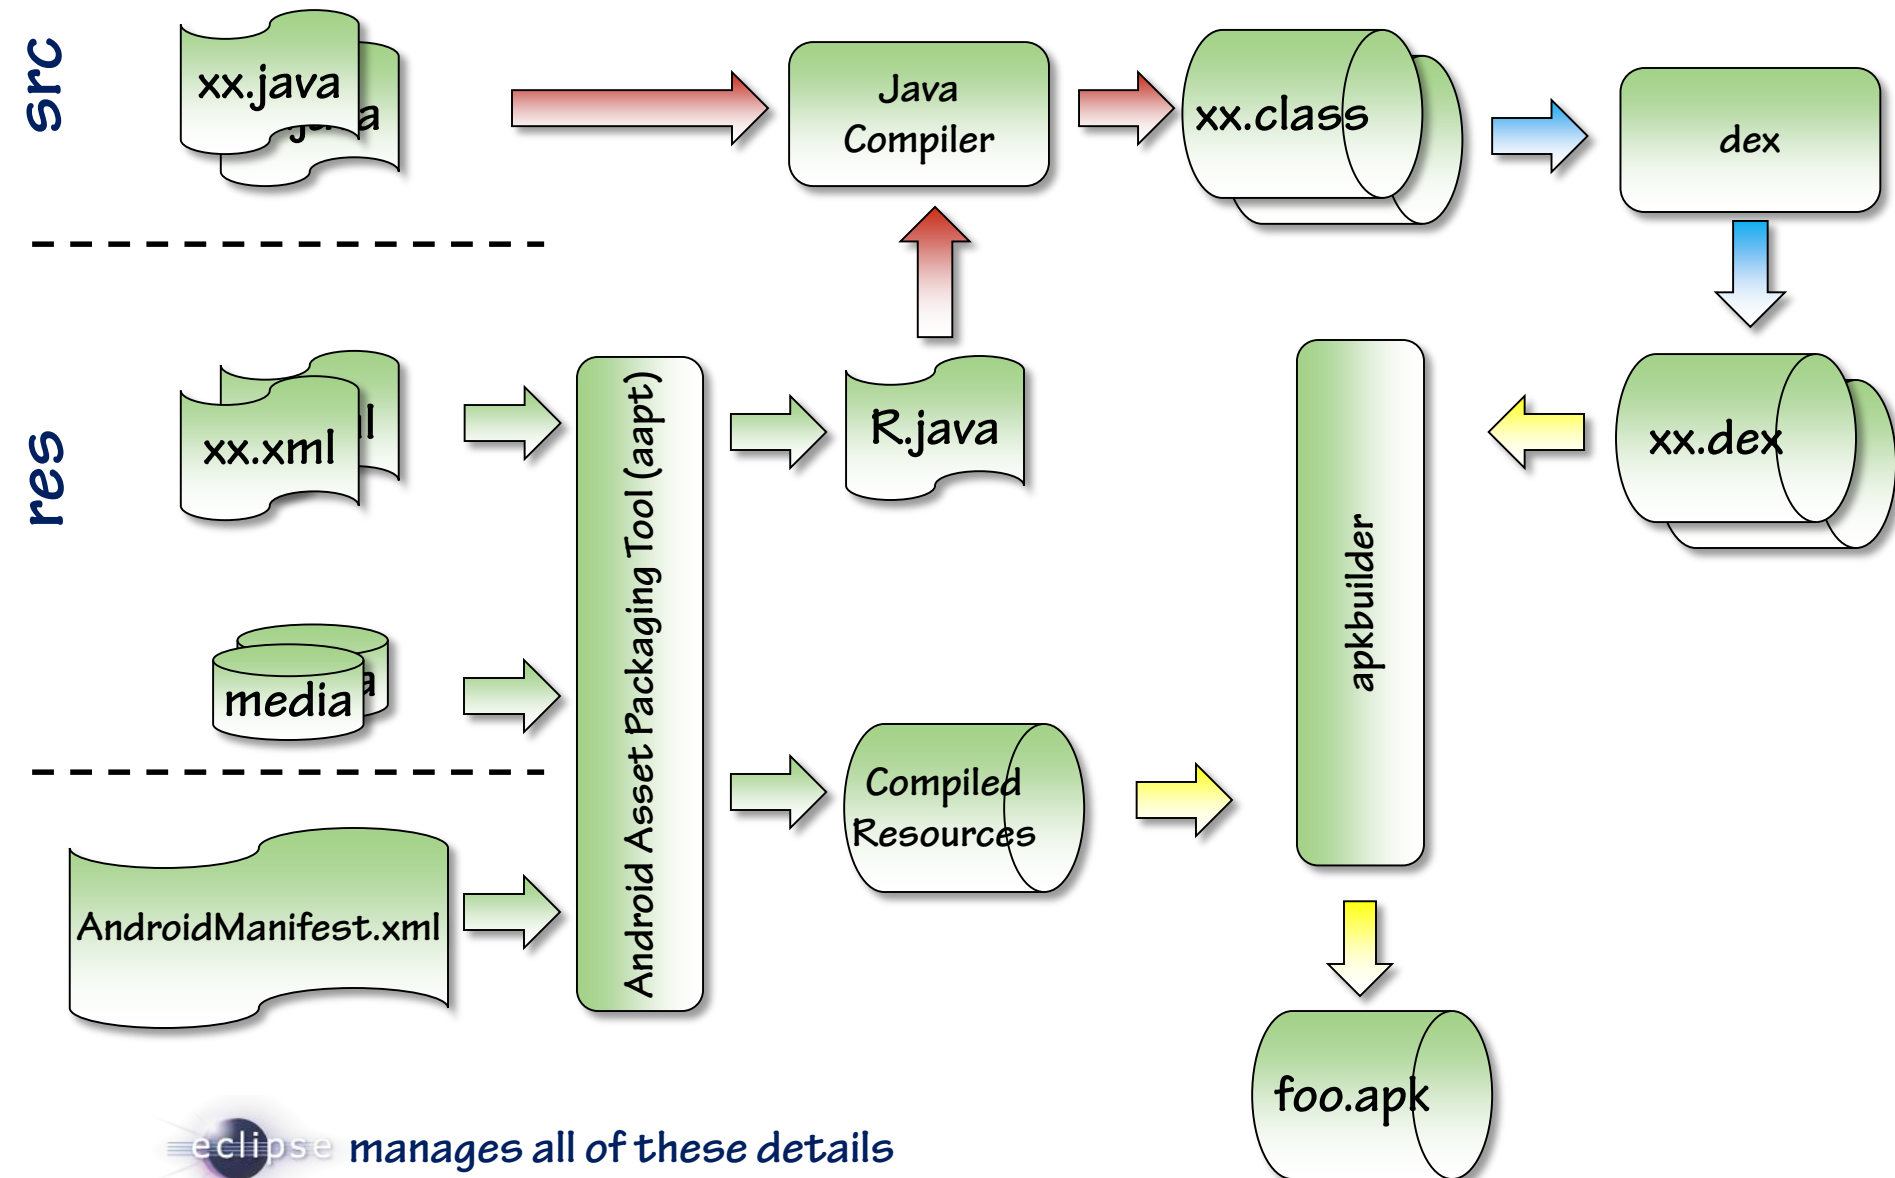 src
xx.java
Java
Compiler
xx.class
dex
res
xx.xml
Android Asset Packaging Tool (aapt)
R.java
apkbuilder
xx.dex
media
Compiled
Resources
AndroidManifest.xml
foo.apk
eclipse manages all of these details